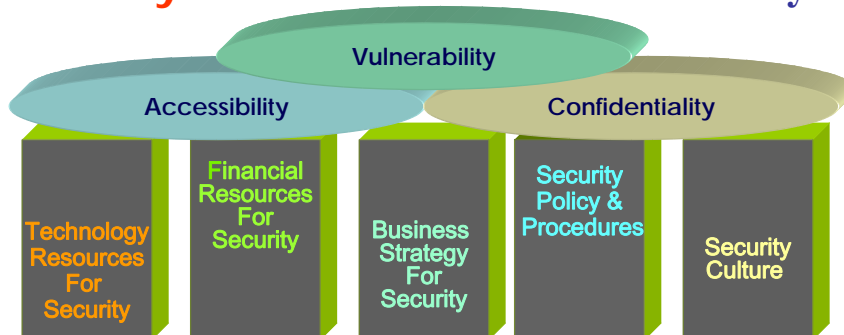 Vulnerability
Accessibility
Confidentiality
Technology
Resources
For
Security
Financial
Resources
For
Security
Business
Strategy
For
Security
Security
Policy &
Procedures
Security
Culture